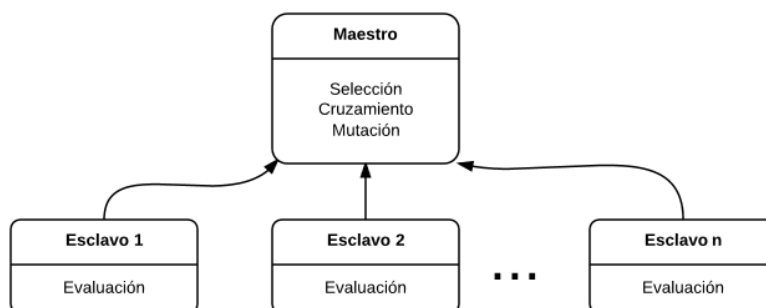 Maestro
Selección
Cruzamiento
Mutación
Esclavo 1
Evaluación
Esclavo 2
Evaluación
...
Esclavo n
Evaluación